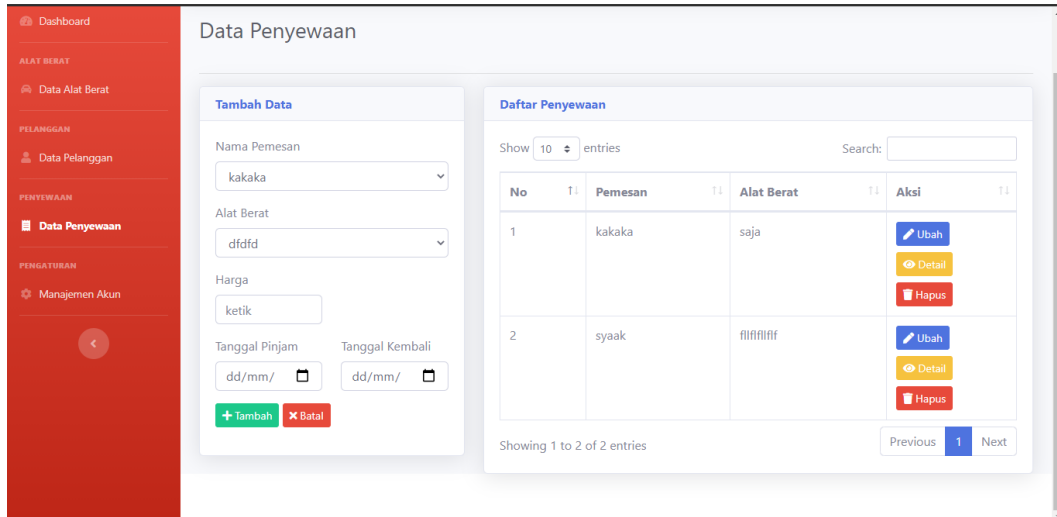 Dashboard
ALAT BERAT
Data Alat Berat
PELANGGAN
Data Pelanggan
PENYEWAAN
Data Penyewaan
PENGATURAN
Manajemen Akun
Data Penyewaan
Tambah Data
Nama Pemesan
kakaka
Alat Berat
dfdfd
Harga
ketik
Tanggal Pinjam Tanggal Kembali
dd/mm/ dd/mm/
Tambah Batal
Daftar Penyewaan
Show 10 entries Search:
No Pemesan Alat Berat Aksi
1 kakaka saja Ubah
Detail
Hapus
2 syaak Ubah
Detail
Hapus
Showing 1 to 2 of 2 entries Previous 1 Next